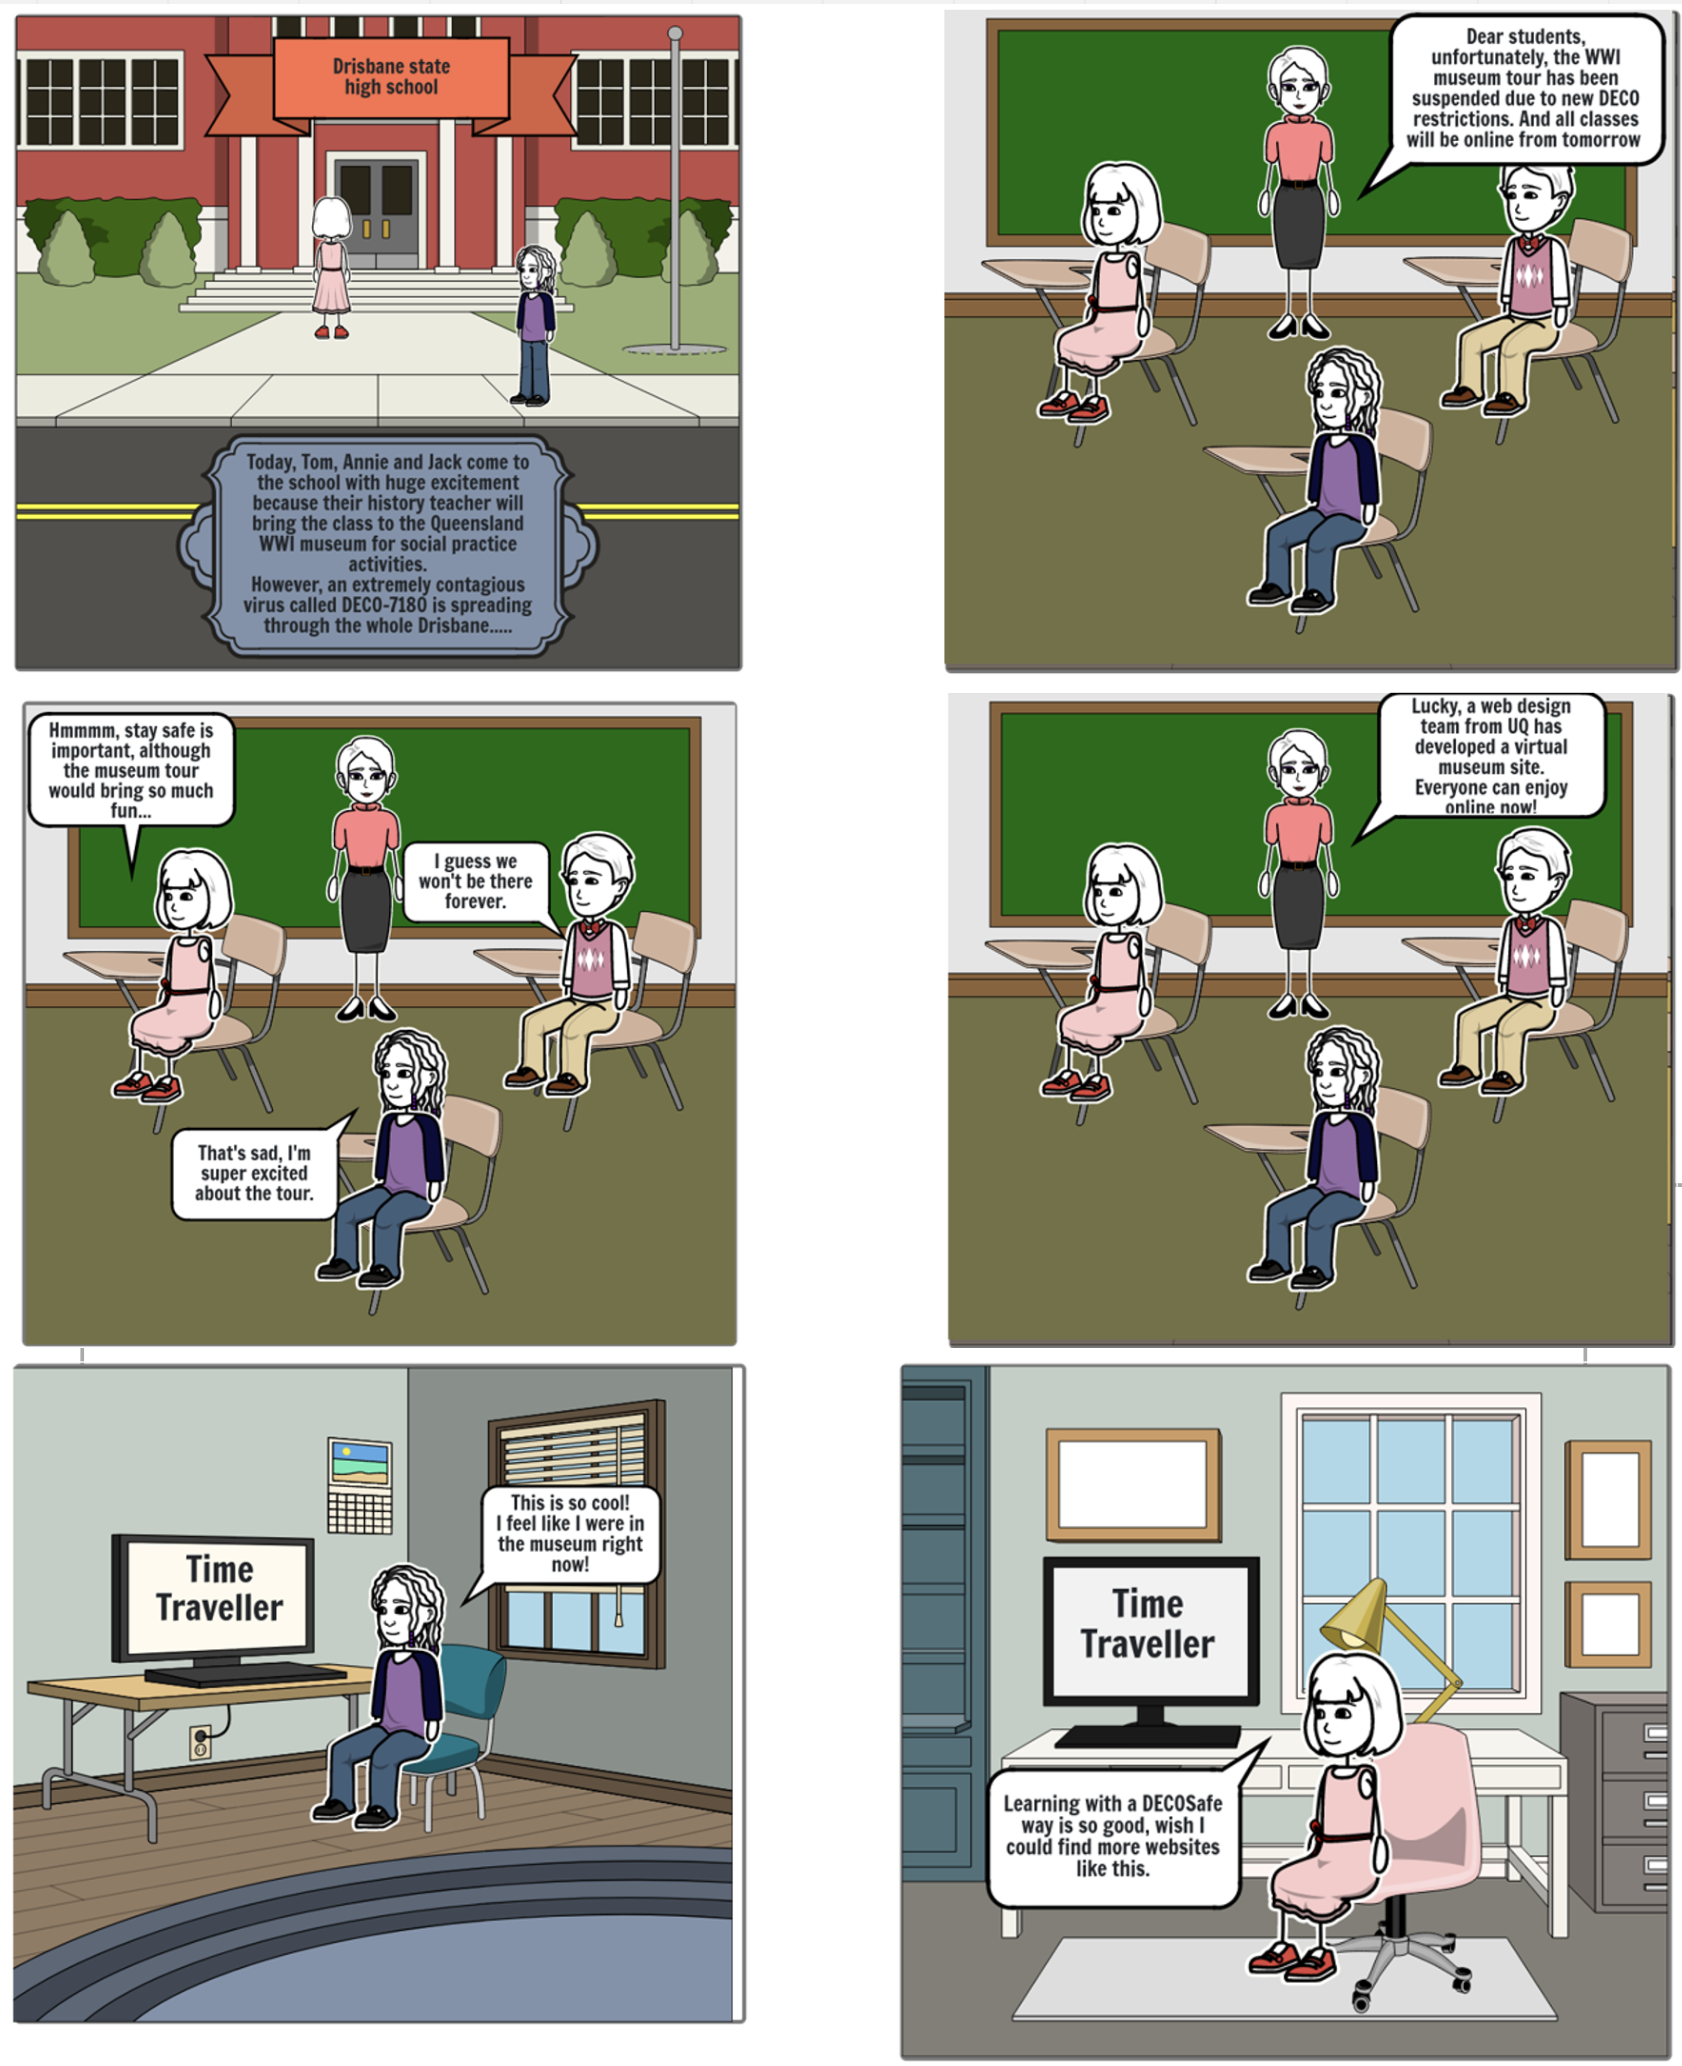 Drisbane state
high school
Today, Tom, Annie and Jack come to
the school with huge excitement
because their history teacher will
bring the class to the Queensland
WWI museum for social practice
activities.
However, an extremely contagious
virus called DECO-7180 is spreading
through the whole Drisbane.....
Dear students,
unfortunately, the WWI
museum tour has been
suspended due to new DECO
restrictions. And all classes
will be online from tomorrow
Hmmmm, stay safe is
important, although
the museum tour
would bring so much
fun...
I guess we
won't be there
forever.
That's sad, I'm
super excited
about the tour.
Lucky, a web design
team from UQ has
developed a virtual
museum site.
Everyone can enjoy
online now!
This is so cool!
I feel like I were in
the museum right
now!
Time
Traveller
Time
Traveller
Learning with a DECOSafe
way is so good, wish I
could find more websites
like this.